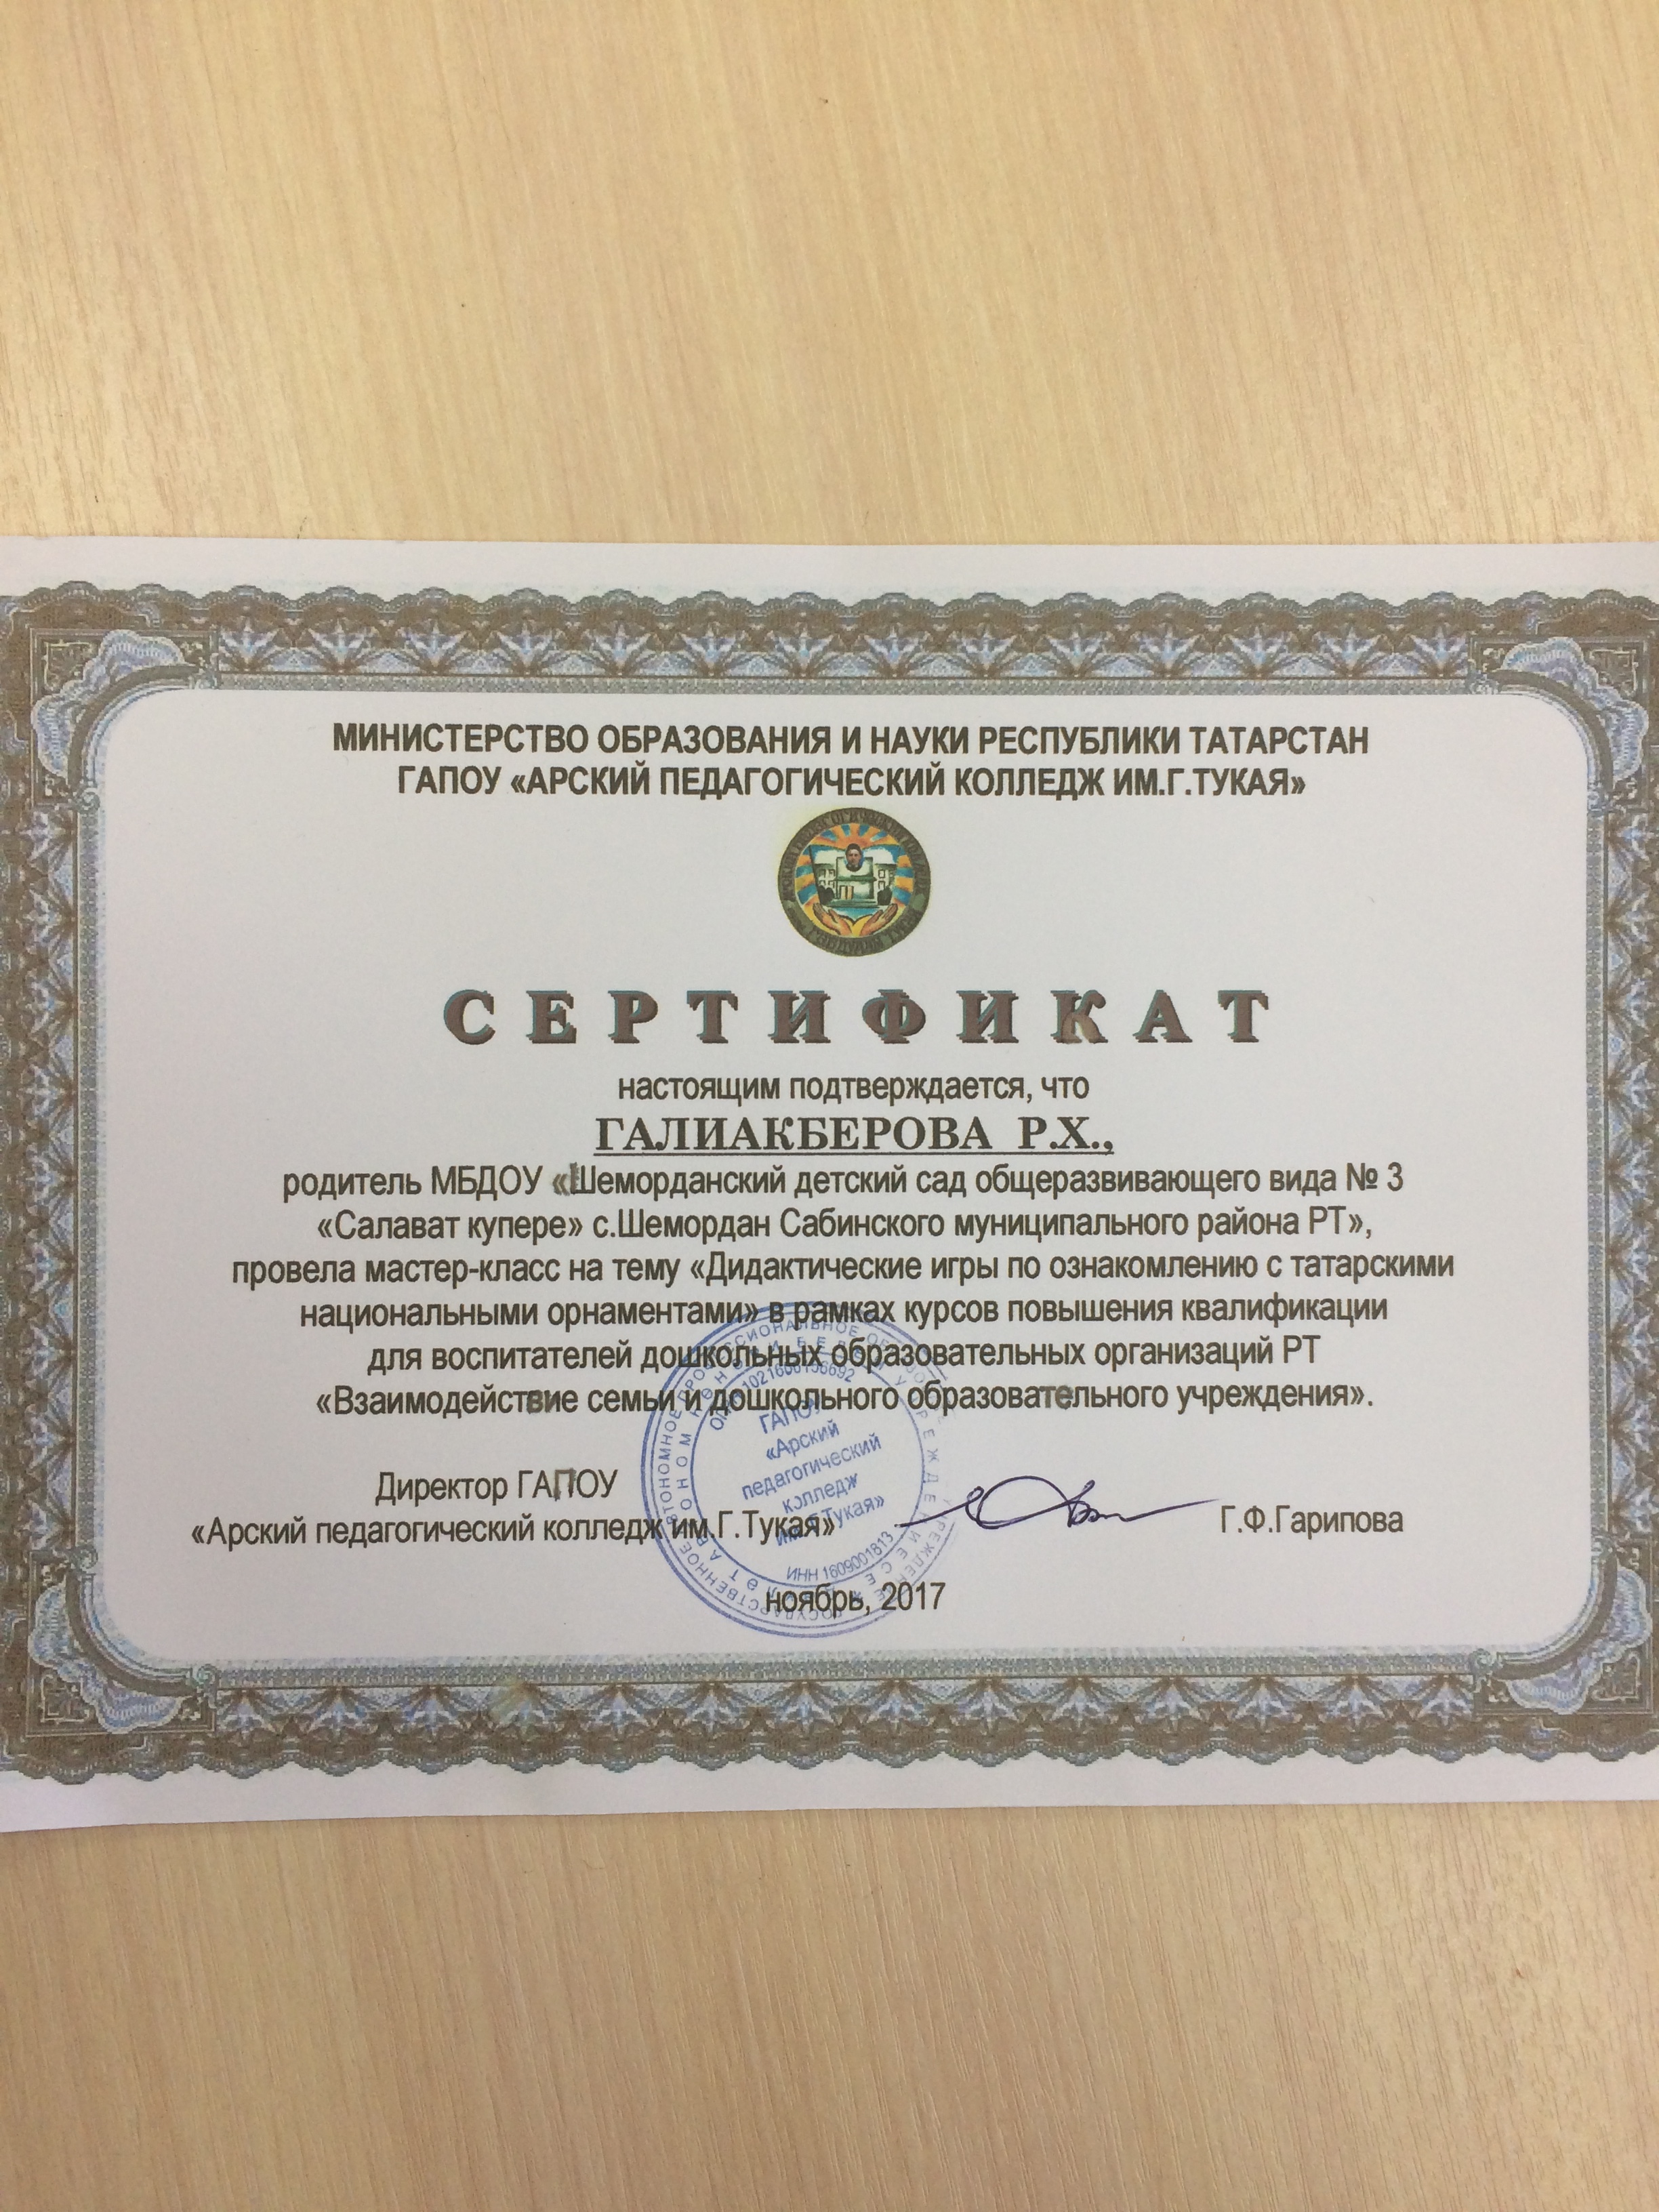 МИНИСТЕРСТВО ОБРАЗОВАНИЯ И НАУКИ РЕСПУБЛИКИ ТАТАРСТАН
ГАПОУ «АРСКИЙ ПЕДАГОГИЧЕСКИЙ КОЛЛЕДЖ ИМ.Г.ТУКАЯ»
СЕРТИФИКАТ
настоящим подтверждается, что
ГАЛИАКБЕРОВА Р.Х.,
родитель МБДОУ «Шеморданский детский сад общеразвивающего вида № 3
«Салават купере» с.Шемордан Сабинского муниципального района РТ»,
провела мастер-класс на тему «Дидактические игры по ознакомлению с татарскими
национальными орнаментами» в рамках курсов повышения квалификации
для воспитателей дошкольных образовательных организаций РТ
«Взаимодействие семьи и дошкольного образовательного учреждения».
Директор ГАПОУ
«Арский педагогический колледж им.Г.Тукая»
Г.Ф.Гарипова
ноябрь, 2017
ГАПОУ
«Арский
педагогический
колледж
им.Г.Тукая»
ИНН 1609001813